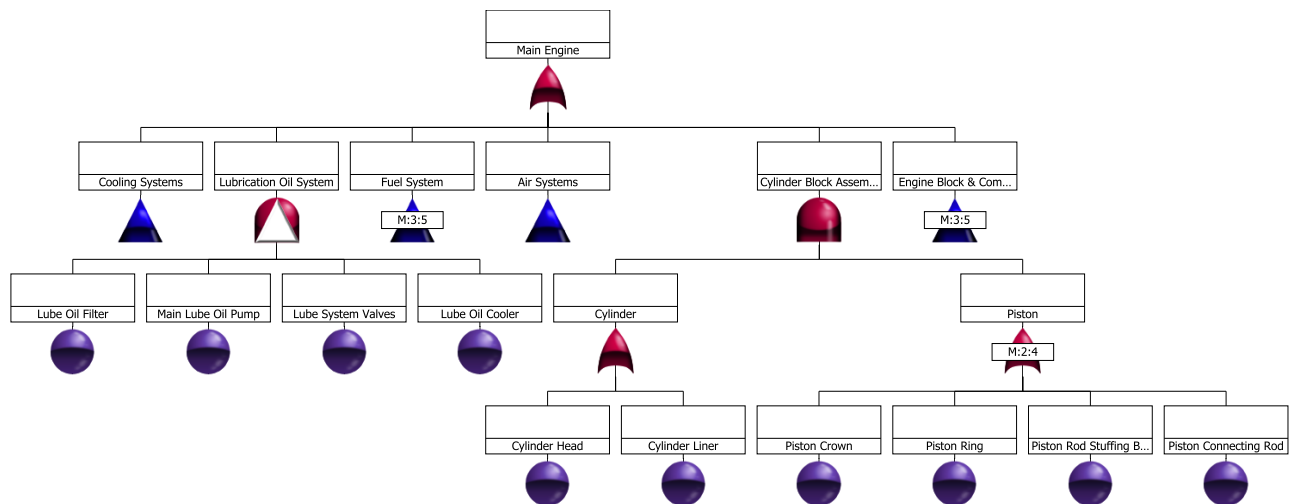 Main Engine
Cooling Systems
Lubrication Oil System
Fuel System
Air Systems
Cylinder Block Assem...
Engine Block & Com...
M:3:5
M:3:5
Lube Oil Filter
Main Lube Oil Pump
Lube System Valves
Lube Oil Cooler
Cylinder
Piston
M:2:4
Cylinder Head
Cylinder Liner
Piston Crown
Piston Ring
Piston Rod Stuffing B...
Piston Connecting Rod